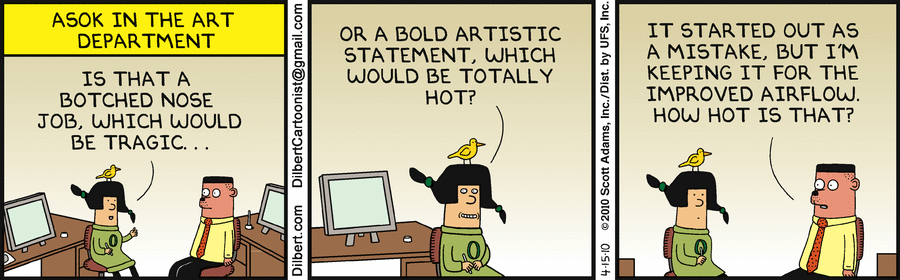 ASOK IN THE ART
DEPARTMENT
IS THAT A
BOTCHED NOSE
JOB, WHICH WOULD
BE TRAGIC...
Dilbert.com DilbertCartoonist@gmail.com
OR A BOLD ARTISTIC
STATEMENT, WHICH
WOULD BE TOTALLY
HOT?
4-15-10 © 2010 Scott Adams, Inc./Dist. by UFS, Inc.
IT STARTED OUT AS
A MISTAKE, BUT I'M
KEEPING IT FOR THE
IMPROVED AIRFLOW.
HOW HOT IS THAT?